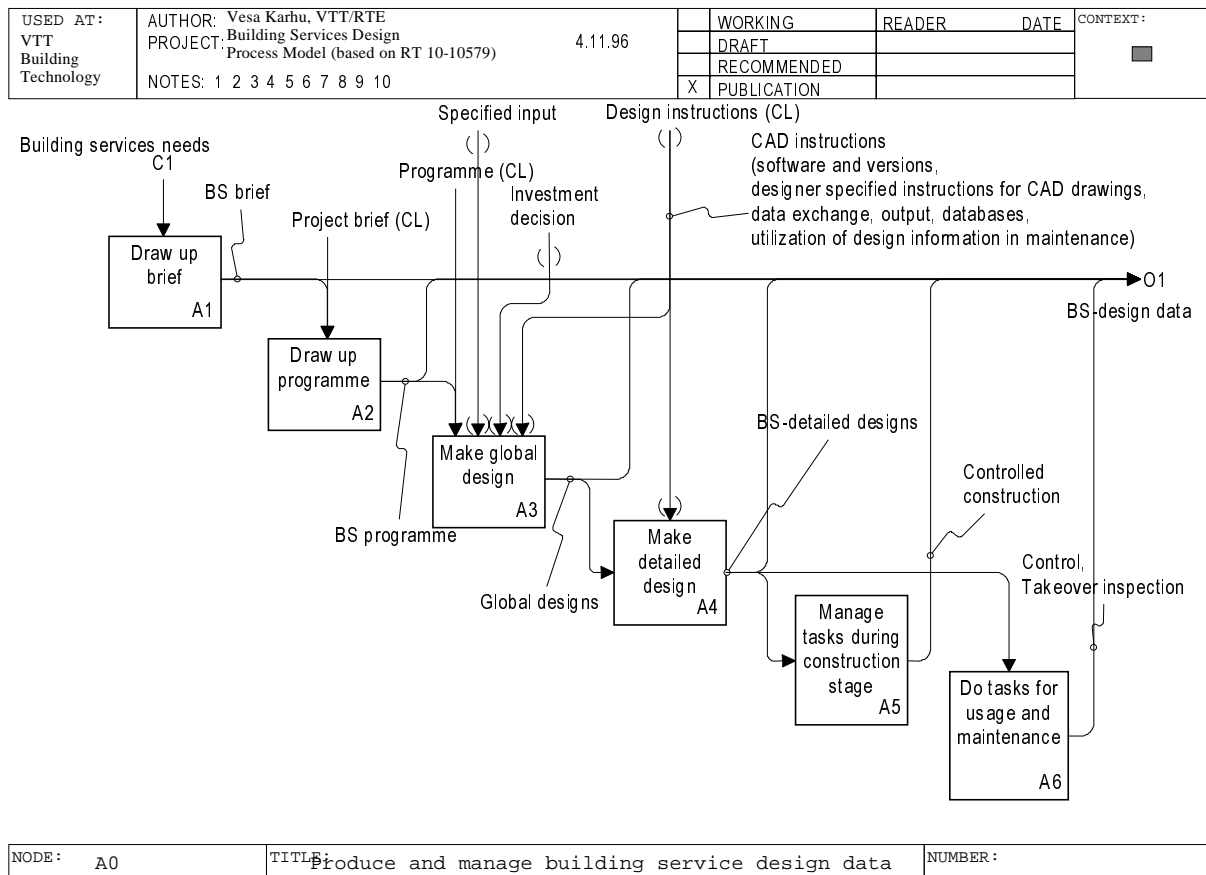 USED AT:
VTT
Building
Technology
AUTHOR: Vesa Karhu, VTT/RTE
PROJECT: Building Services Design
Process Model (based on RT 10-10579)
4.11.96
NOTES: 1 2 3 4 5 6 7 8 9 10
WORKING
DRAFT
RECOMMENDED
X PUBLICATION
READER DATE
CONTEXT:
Specified input
Design instructions (CL)
Building services needs
C1
BS brief
Programme (CL)
Investment
decision
CAD instructions
(software and versions,
designer specified instructions for CAD drawings,
data exchange, output, databases,
utilization of design information in maintenance)
Project brief (CL)
Draw up
brief
A1
O1
BS-design data
Draw up
programme
A2
BS-detailed designs
Make global
design
A3
BS programme
Controlled
construction
Make
detailed
design
A4
Global designs
Control,
Takeover inspection
Manage
tasks during
construction
stage
A5
Do tasks for
usage and
maintenance
A6
NODE: A0
TITLE: Produce and manage building service design data
NUMBER: